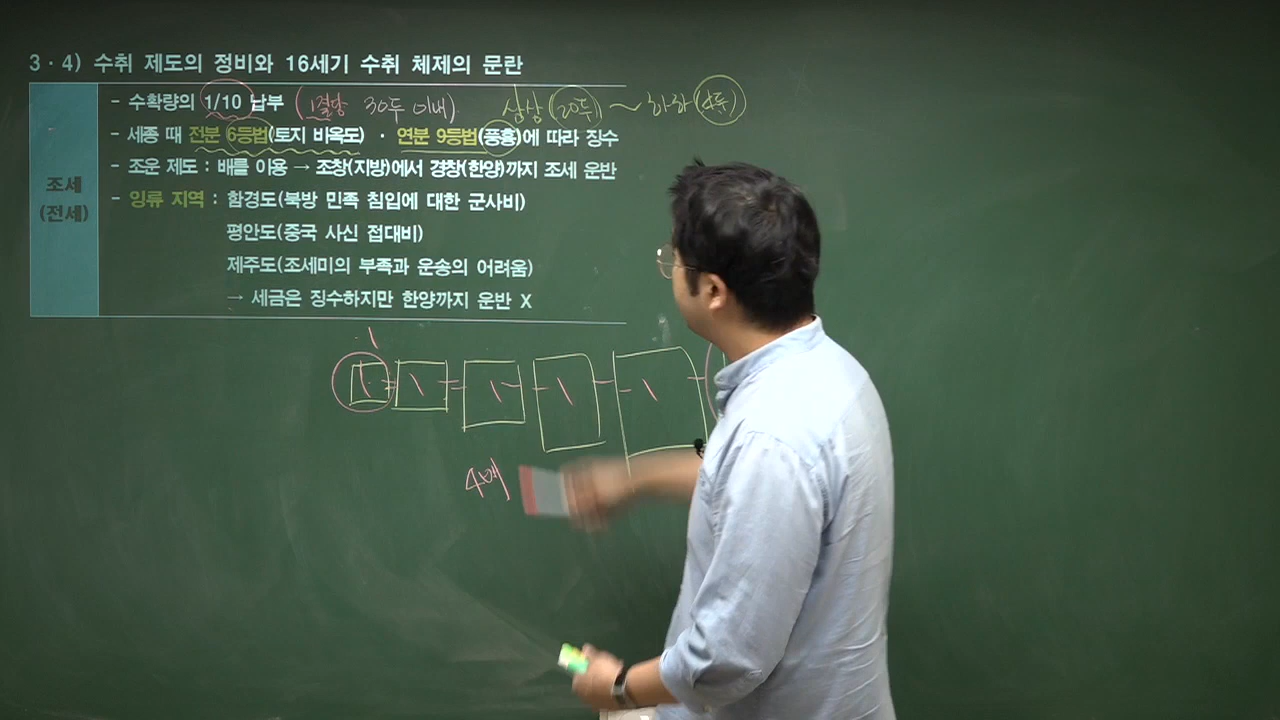 3·4) 수취 제도의 정비와 16세기 수취 체제의 문란
조세
(전세)
- 수확량의 1/10 납부 (1결당 30두 이내) 상상(20두) ~ 하하(4두)
- 세종 때 전분 6등법(토지 비옥도) · 연분 9등법(풍흉)에 따라 징수
- 조운 제도 : 배를 이용 → 조창(지방)에서 경창(한양)까지 조세 운반
- 잉류 지역 : 함경도(북방 민족 침입에 대한 군사비)
평안도(중국 사신 접대비)
제주도(조세미의 부족과 운송의 어려움)
→ 세금은 징수하지만 한양까지 운반 X
1
1 = 1 = 1 - 1 - 1
4배